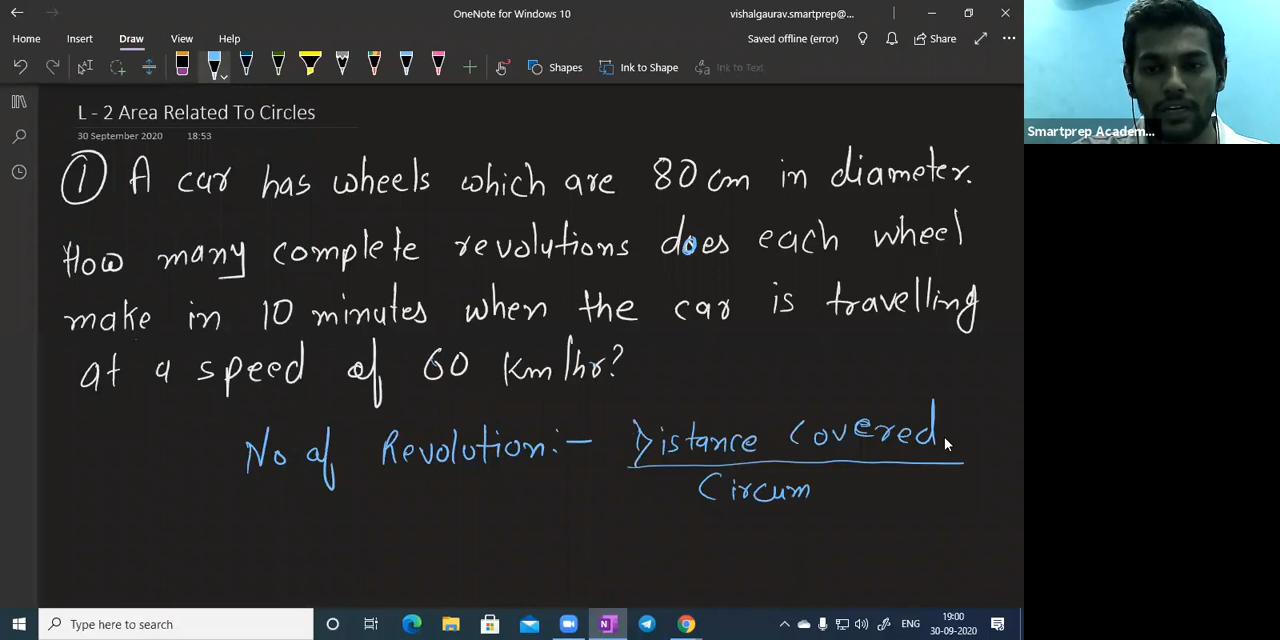 OneNote for Windows 10
vishalgaurav.smartprep@...
Home Insert Draw View Help
Saved offline (error) Share
Shapes Ink to Shape Ink to Text
L - 2 Area Related To Circles
30 September 2020 18:53
Smartprep Academ...
① A car has wheels which are 80 cm in diameter.
How many complete revolutions does each wheel
make in 10 minutes when the car is travelling
at a speed of 60 km/hr?
No of Revolution:- Distance Covered
Circum
Type here to search
ENG
19:00
30-09-2020